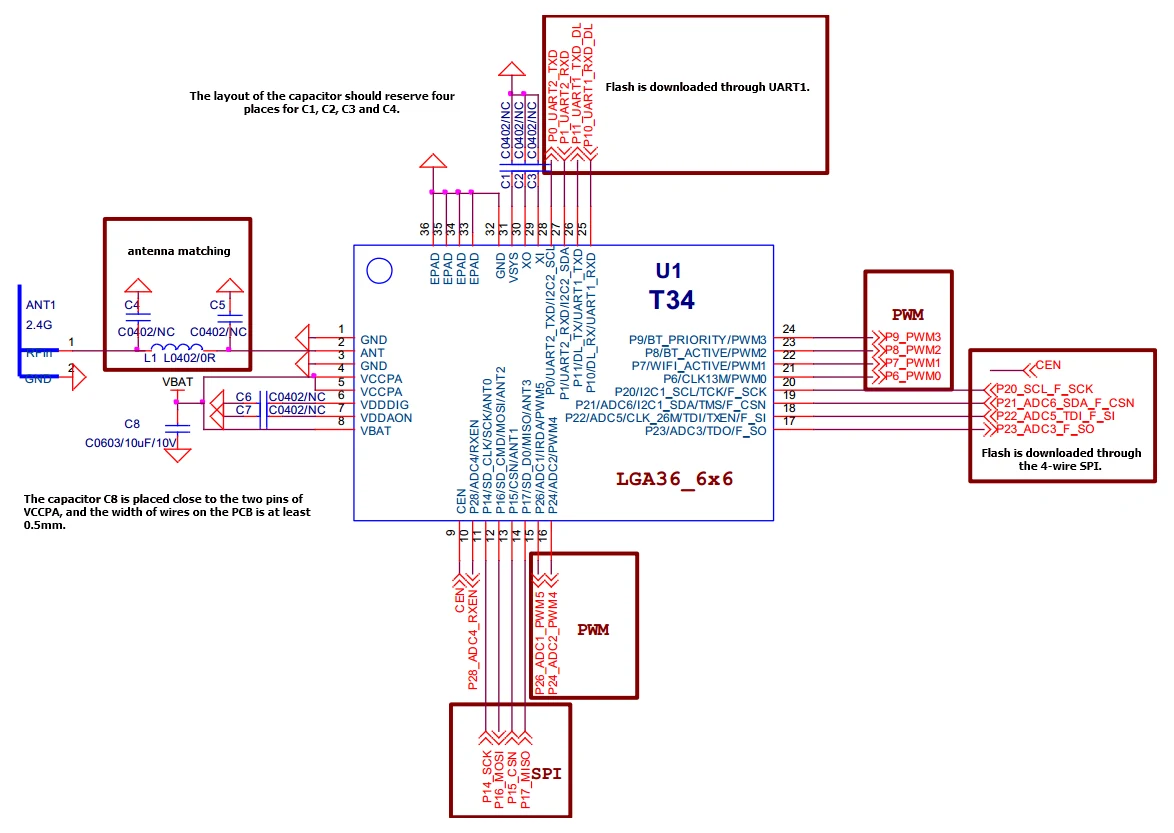 Flash is downloaded through UART1.
P0_UART2_TXD
P1_UART2_RXD
P11_UART1_TXD_DL
P10_UART1_RXD_DL
The layout of the capacitor should reserve four
places for C1, C2, C3 and C4.
C0402/NC
C0402/NC
C0402/NC
C1
C2
C3
36
35
34
33
32
31
30
29
28
27
26
25
EPAD
EPAD
EPAD
EPAD
GND
VSYS
XO
XI
P0/UART2_TXD/I2C2_SCL
P1/UART2_RXD/I2C2_SDA
P11/DL_TX/UART1_TXD
P10/DL_RX/UART1_RXD
U1
T34
LGA36_6x6
antenna matching
C4
C0402/NC
C5
C0402/NC
L1 L0402/0R
ANT1
2.4G
RFin
GND
1
2
VBAT
C6
C0402/NC
C7
C0402/NC
C8
C0603/10uF/10V
1
2
3
4
5
6
7
8
GND
ANT
GND
VCCPA
VCCPA
VDDDIG
VDDAON
VBAT
The capacitor C8 is placed close to the two pins of
VCCPA, and the width of wires on the PCB is at least
0.5mm.
P9/BT_PRIORITY/PWM3
P8/BT_ACTIVE/PWM2
P7/WIFI_ACTIVE/PWM1
P6/CLK13M/PWM0
P20/I2C1_SCL/TCK/F_SCK
P21/ADC6/I2C1_SDA/TMS/F_CSN
P22/ADC5/CLK_26M/TDI/TXEN/F_SI
P23/ADC3/TDO/F_SO
24
23
22
21
20
19
18
17
PWM
P9_PWM3
P8_PWM2
P7_PWM1
P6_PWM0
CEN
P20_SCL_F_SCK
P21_ADC6_SDA_F_CSN
P22_ADC5_TDI_F_SI
P23_ADC3_F_SO
Flash is downloaded through
the 4-wire SPI.
CEN
P28/ADC4/RXEN
P14/SD_CLK/SCK/ANT0
P16/SD_CMD/MOSI/ANT2
P15/CSN/ANT1
P17/SD_D0/MISO/ANT3
P26/ADC1/IRDA/PWM5
P24/ADC2/PWM4
9
10
11
12
13
14
15
16
CEN
P28_ADC4_RXEN
P26_ADC1_PWM5
P24_ADC2_PWM4
PWM
P14_SCK
P16_MOSI
P15_CSN
P17_MISO
SPI